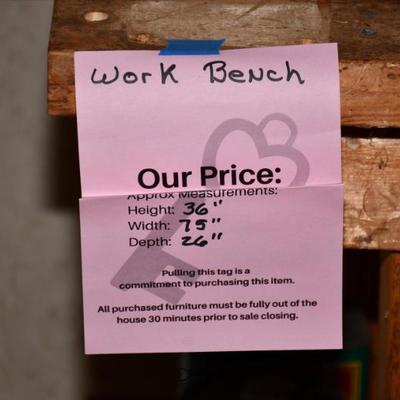 Work Bench
Our Price:
Approx Measurements:
Height: 36"
Width: 75"
Depth: 26"
Pulling this tag is a
commitment to purchasing this item.
All purchased furniture must be fully out of the
house 30 minutes prior to sale closing.